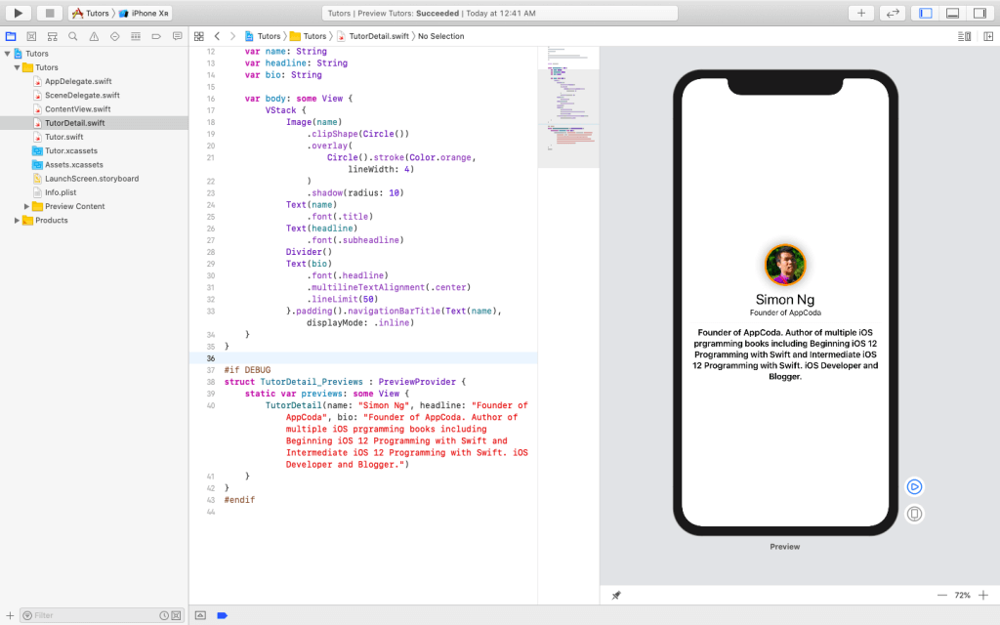 Tutors 〉 iPhone Xʀ
Tutors | Preview Tutors: Succeeded | Today at 12:41 AM
Tutors 〉 Tutors 〉 TutorDetail.swift 〉 No Selection
Tutors
Tutors
AppDelegate.swift
SceneDelegate.swift
ContentView.swift
TutorDetail.swift
Tutor.swift
Tutor.xcassets
Assets.xcassets
LaunchScreen.storyboard
Info.plist
Preview Content
Products
Filter
12 var name: String
13 var headline: String
14 var bio: String
15
16 var body: some View {
17 VStack {
18 Image(name)
19 .clipShape(Circle())
20 .overlay(
21 Circle().stroke(Color.orange,
lineWidth: 4)
22 )
23 .shadow(radius: 10)
24 Text(name)
25 .font(.title)
26 Text(headline)
27 .font(.subheadline)
28 Divider()
29 Text(bio)
30 .font(.headline)
31 .multilineTextAlignment(.center)
32 .lineLimit(50)
33 }.padding().navigationBarTitle(Text(name),
displayMode: .inline)
34 }
35 }
36
37 #if DEBUG
38 struct TutorDetail_Previews : PreviewProvider {
39 static var previews: some View {
40 TutorDetail(name: "Simon Ng", headline: "Founder of
AppCoda", bio: "Founder of AppCoda. Author of
multiple iOS prgramming books including
Beginning iOS 12 Programming with Swift and
Intermediate iOS 12 Programming with Swift. iOS
Developer and Blogger.")
41 }
42 }
43 #endif
44
Simon Ng
Founder of AppCoda
Founder of AppCoda. Author of multiple iOS
prgramming books including Beginning iOS 12
Programming with Swift and Intermediate iOS
12 Programming with Swift. iOS Developer and
Blogger.
Preview
72%